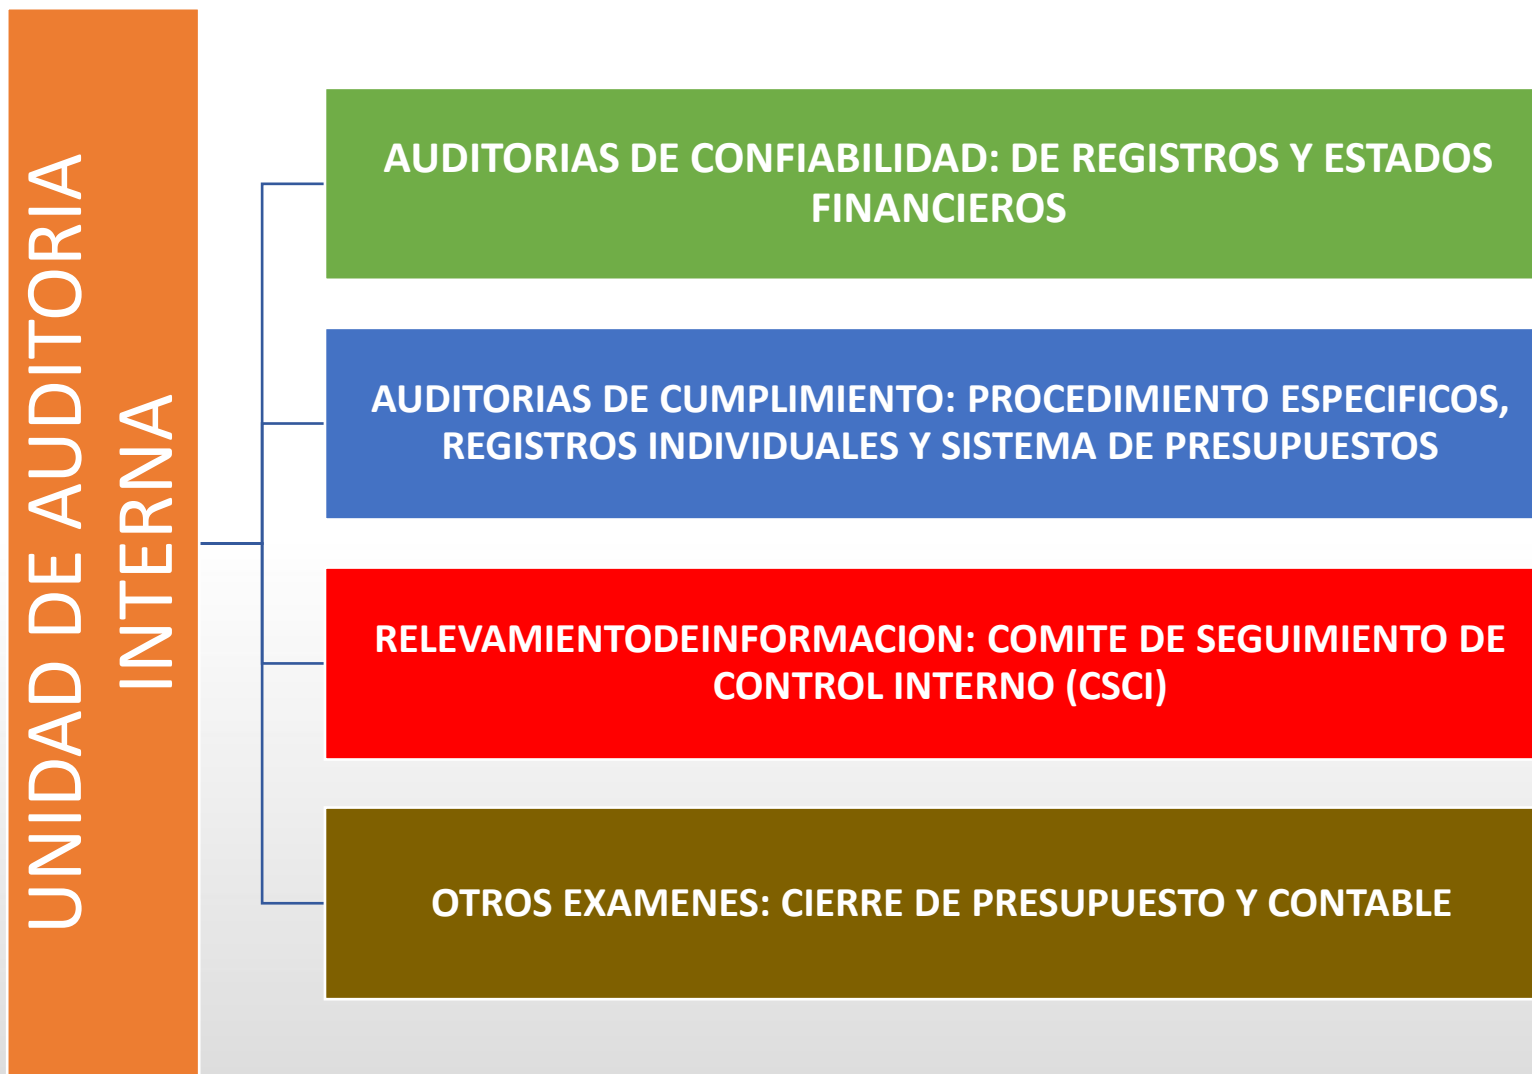 UNIDAD DE AUDITORIA
INTERNA
AUDITORIAS DE CONFIABILIDAD: DE REGISTROS Y ESTADOS
FINANCIEROS
AUDITORIAS DE CUMPLIMIENTO: PROCEDIMIENTO ESPECIFICOS,
REGISTROS INDIVIDUALES Y SISTEMA DE PRESUPUESTOS
RELEVAMIENTODEINFORMACION: COMITE DE SEGUIMIENTO DE
CONTROL INTERNO (CSCI)
OTROS EXAMENES: CIERRE DE PRESUPUESTO Y CONTABLE